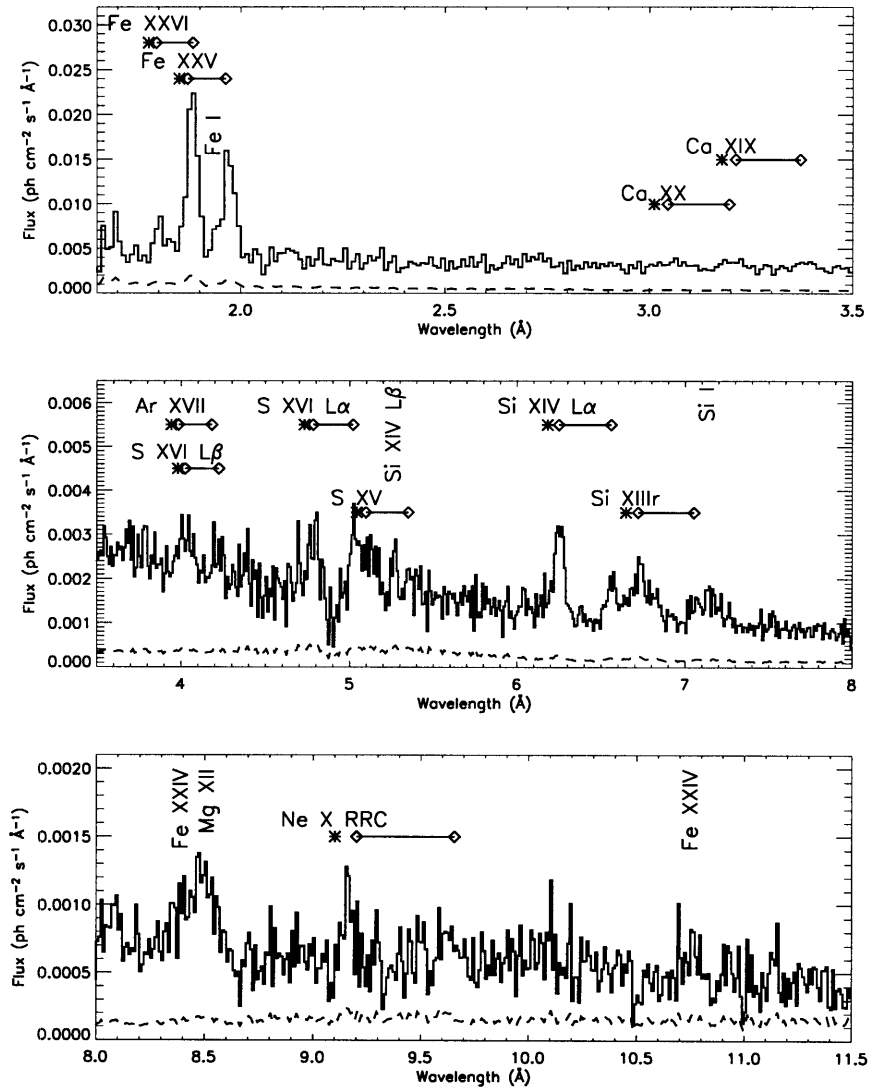 Fe XXVI
Fe XXV
Fe I
Ca XIX
Ca XX
0.030
0.025
0.020
0.015
0.010
0.005
0.000
Flux (ph cm⁻² s⁻¹ Å⁻¹)
2.0 2.5 3.0 3.5
Wavelength (Å)
Ar XVII
S XVI Lα
Si XIV Lβ
Si XIV Lα
Si I
S XVI Lβ
S XV
Si XIIIr
0.006
0.005
0.004
0.003
0.002
0.001
0.000
Flux (ph cm⁻² s⁻¹ Å⁻¹)
4 5 6 7 8
Wavelength (Å)
Fe XXIV
Mg XII
Ne X RRC
Fe XXIV
0.0020
0.0015
0.0010
0.0005
0.0000
Flux (ph cm⁻² s⁻¹ Å⁻¹)
8.0 8.5 9.0 9.5 10.0 10.5 11.0 11.5
Wavelength (Å)